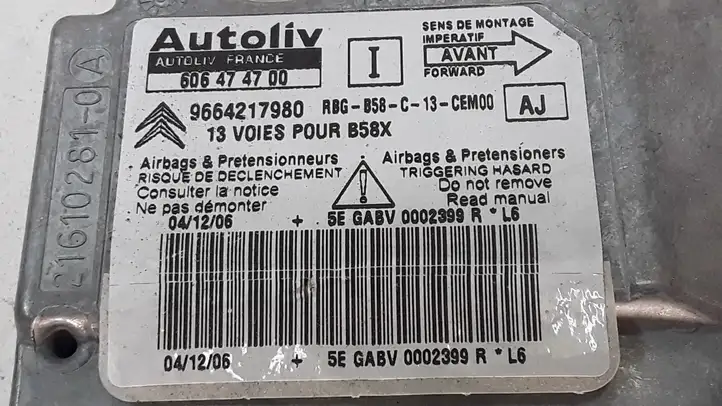 Autoliv
AUTOLIV FRANCE
606 47 47 00
I
SENS DE MONTAGE
IMPERATIF
AVANT
FORWARD
9664217980 RBG-B58-C-13-CEM00
AJ
13 VOIES POUR B58X
Airbags & Pretensionneurs
RISQUE DE DECLENCHEMENT
Consulter la notice
Ne pas démonter
!
Airbags & Pretensioners
TRIGGERING HASARD
Do not remove
Read manual
04/12/06 + 5E GABV 0002399 R * L6
04/12/06 + 5E GABV 0002399 R * L6
21610281-0 A